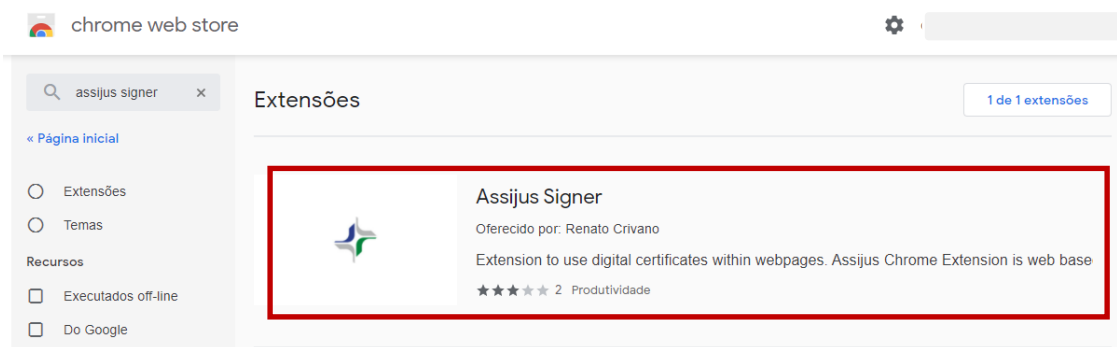 chrome web store
assijus signer ×
« Página inicial
Extensões
Temas
Recursos
Executados off-line
Do Google
Extensões
1 de 1 extensões
Assijus Signer
Oferecido por: Renato Crivano
Extension to use digital certificates within webpages. Assijus Chrome Extension is web base
2 Produtividade